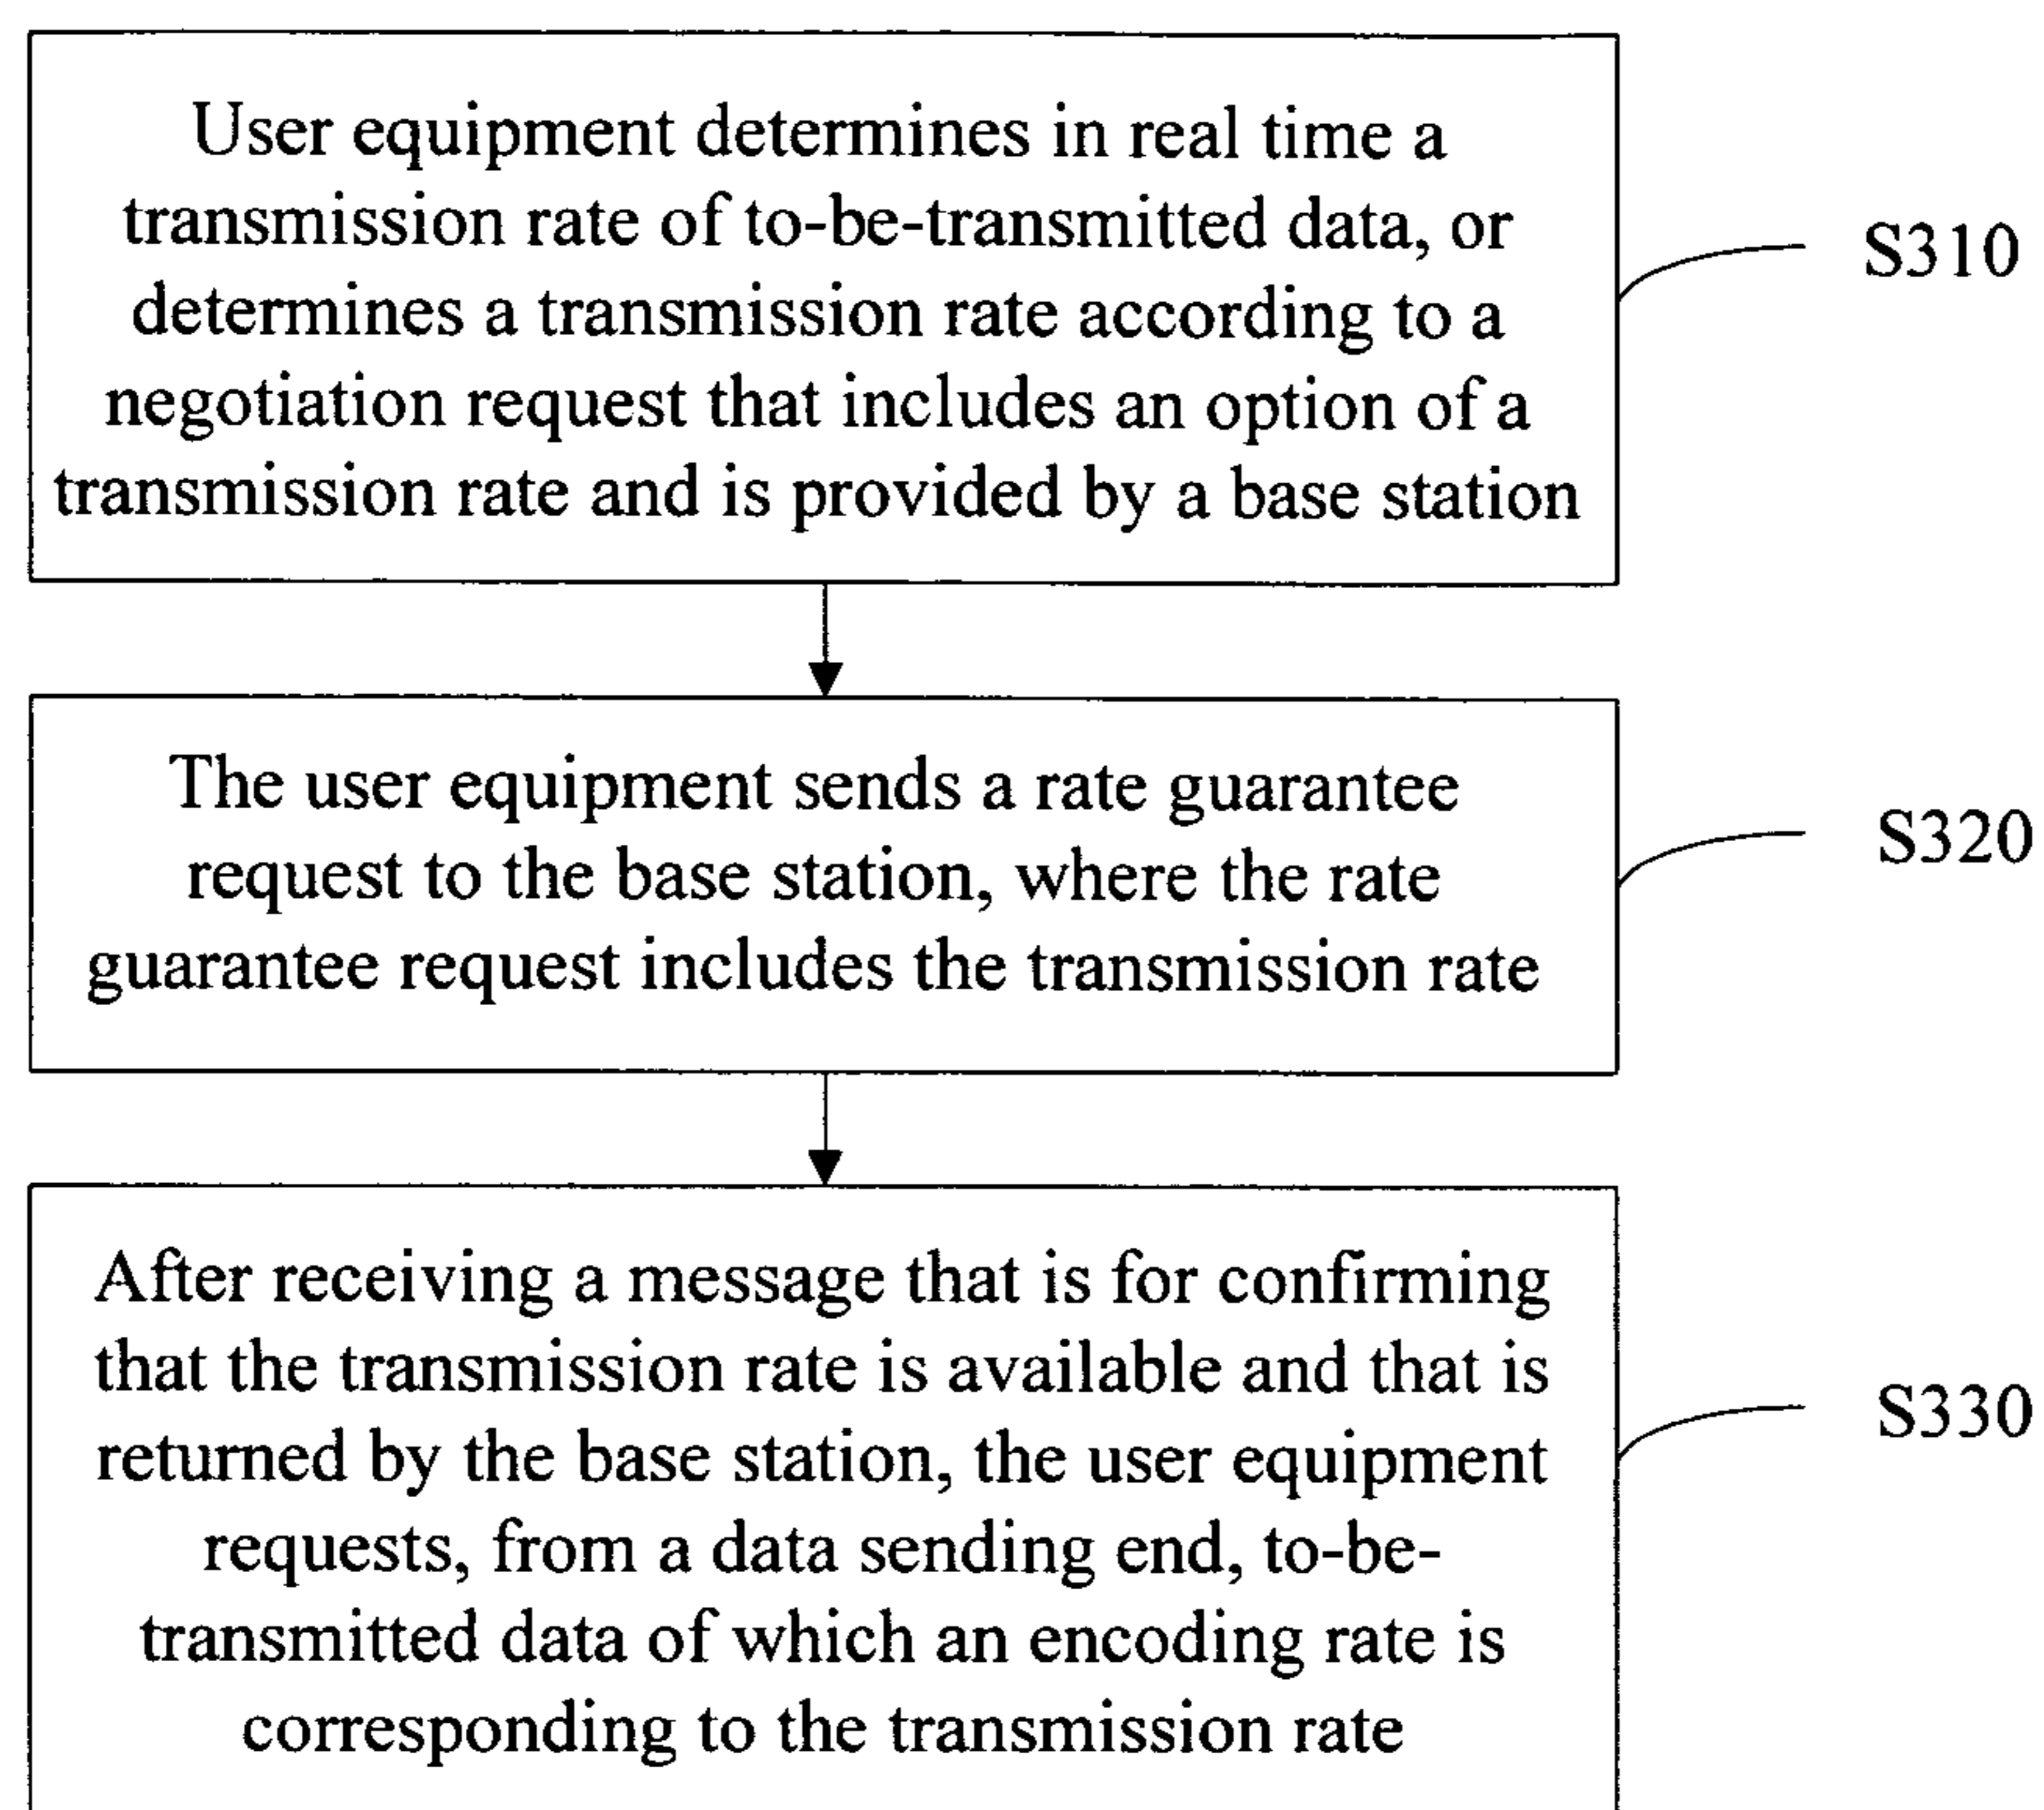 User equipment determines in real time a
transmission rate of to-be-transmitted data, or
determines a transmission rate according to a
negotiation request that includes an option of a
transmission rate and is provided by a base station
S310
The user equipment sends a rate guarantee
request to the base station, where the rate
guarantee request includes the transmission rate
S320
After receiving a message that is for confirming
that the transmission rate is available and that is
returned by the base station, the user equipment
requests, from a data sending end, to-be-
transmitted data of which an encoding rate is
corresponding to the transmission rate
S330